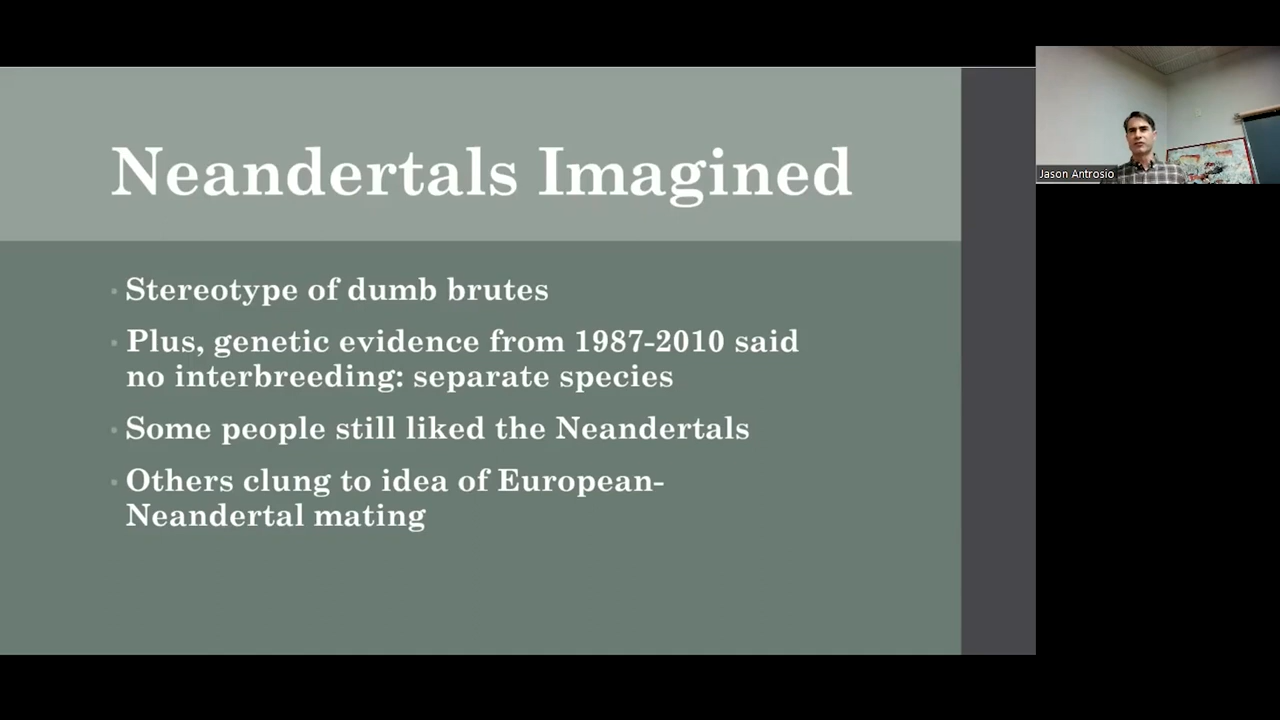 Neandertals Imagined
Stereotype of dumb brutes
Plus, genetic evidence from 1987-2010 said
no interbreeding: separate species
Some people still liked the Neandertals
Others clung to idea of European-
Neandertal mating
Jason Antrosio